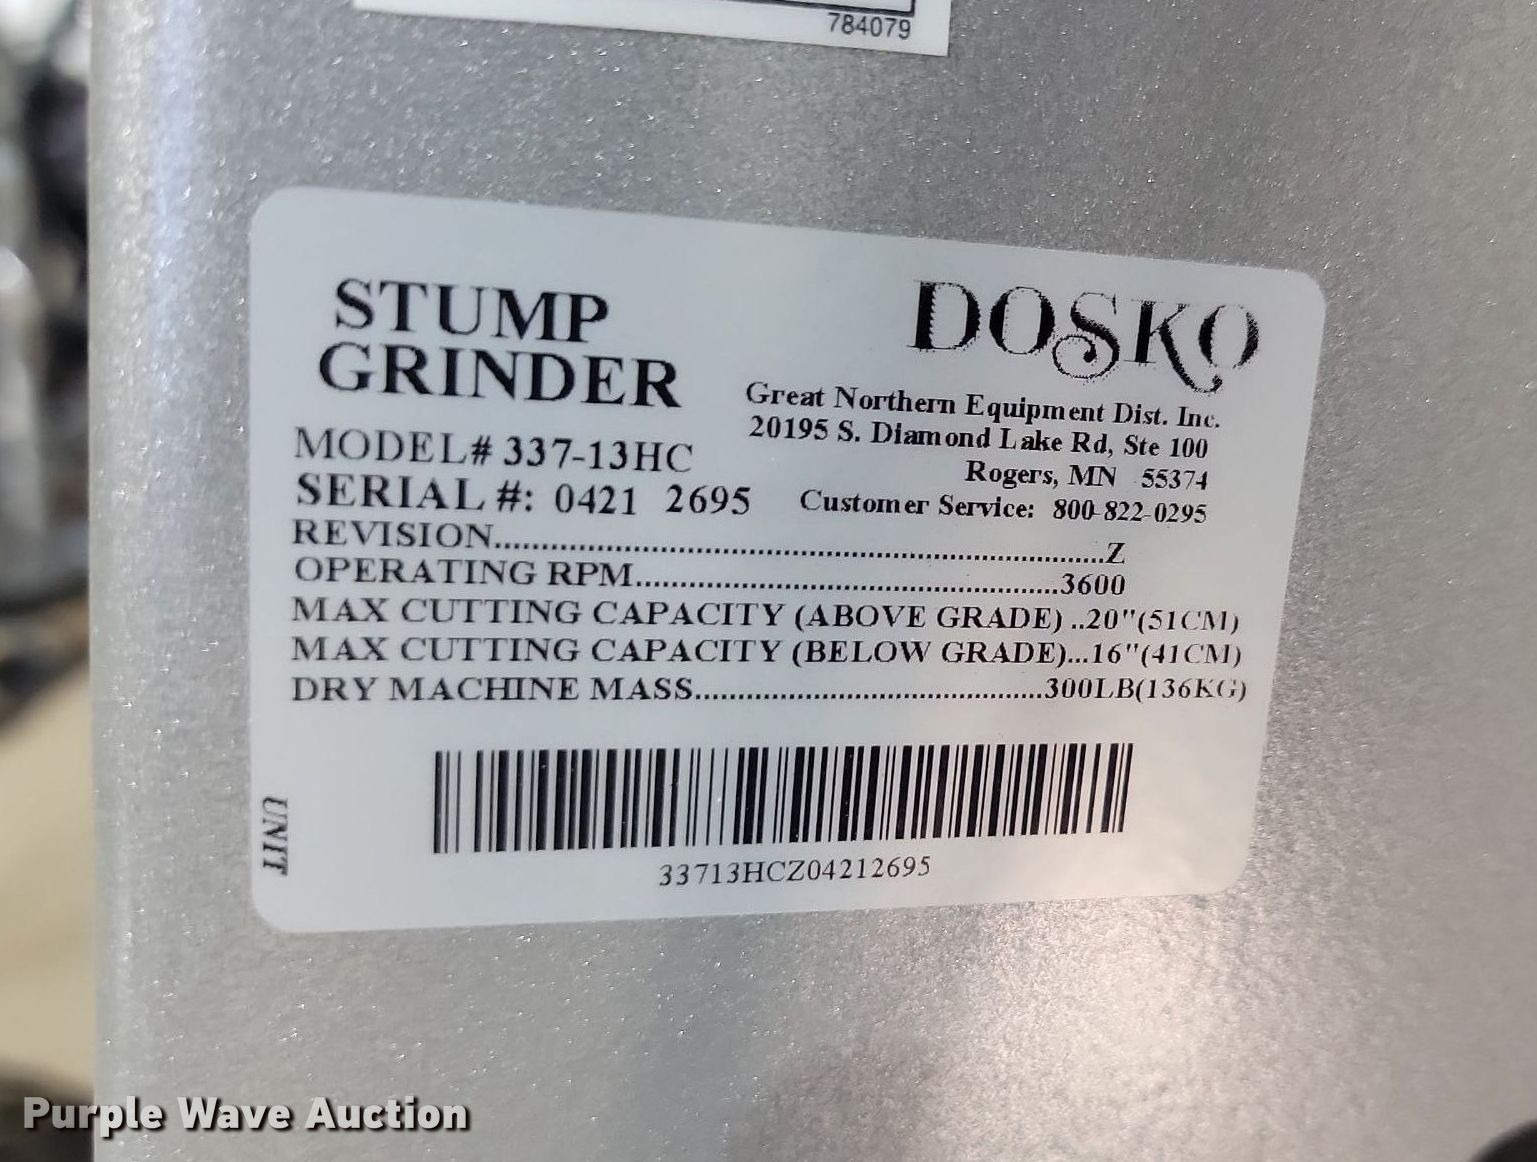 784079
STUMP
GRINDER
DOSKO
Great Northern Equipment Dist. Inc.
20195 S. Diamond Lake Rd, Ste 100
Rogers, MN 55374
Customer Service: 800-822-0295
MODEL# 337-13HC
SERIAL #: 0421 2695
REVISION..........................................................................Z
OPERATING RPM...................................................3600
MAX CUTTING CAPACITY (ABOVE GRADE) ..20"(51CM)
MAX CUTTING CAPACITY (BELOW GRADE)...16"(41CM)
DRY MACHINE MASS..........................................300LB(136KG)
UNIT
33713HCZ04212695
Purple Wave Auction